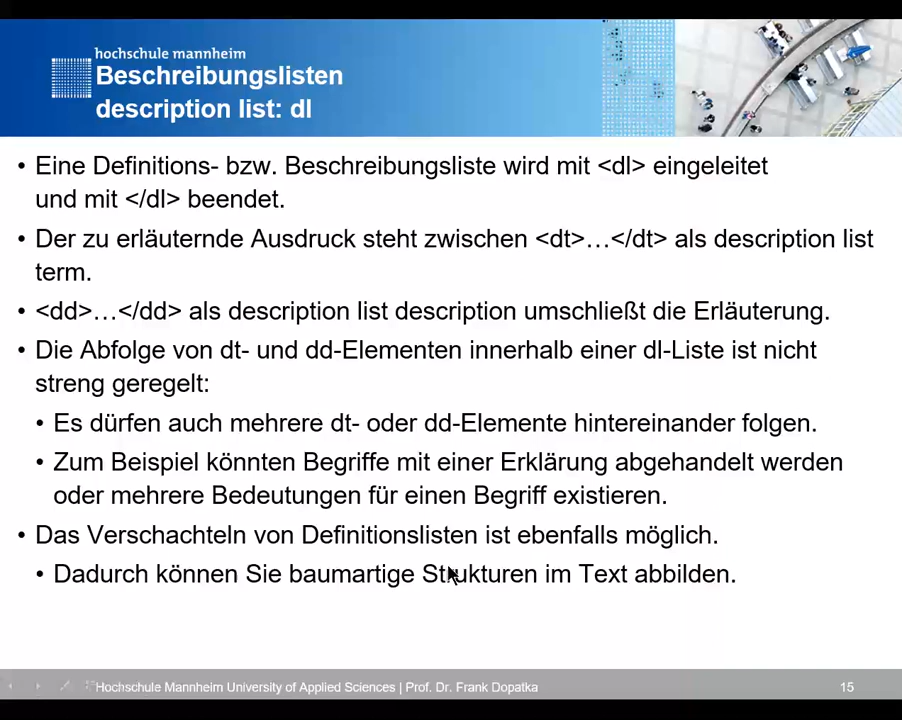 hochschule mannheim
Beschreibungslisten
description list: dl
• Eine Definitions- bzw. Beschreibungsliste wird mit <dl> eingeleitet
und mit </dl> beendet.
• Der zu erläuternde Ausdruck steht zwischen <dt>…</dt> als description list
term.
• <dd>…</dd> als description list description umschließt die Erläuterung.
• Die Abfolge von dt- und dd-Elementen innerhalb einer dl-Liste ist nicht
streng geregelt:
• Es dürfen auch mehrere dt- oder dd-Elemente hintereinander folgen.
• Zum Beispiel könnten Begriffe mit einer Erklärung abgehandelt werden
oder mehrere Bedeutungen für einen Begriff existieren.
• Das Verschachteln von Definitionslisten ist ebenfalls möglich.
• Dadurch können Sie baumartige Strukturen im Text abbilden.
Hochschule Mannheim University of Applied Sciences | Prof. Dr. Frank Dopatka
15